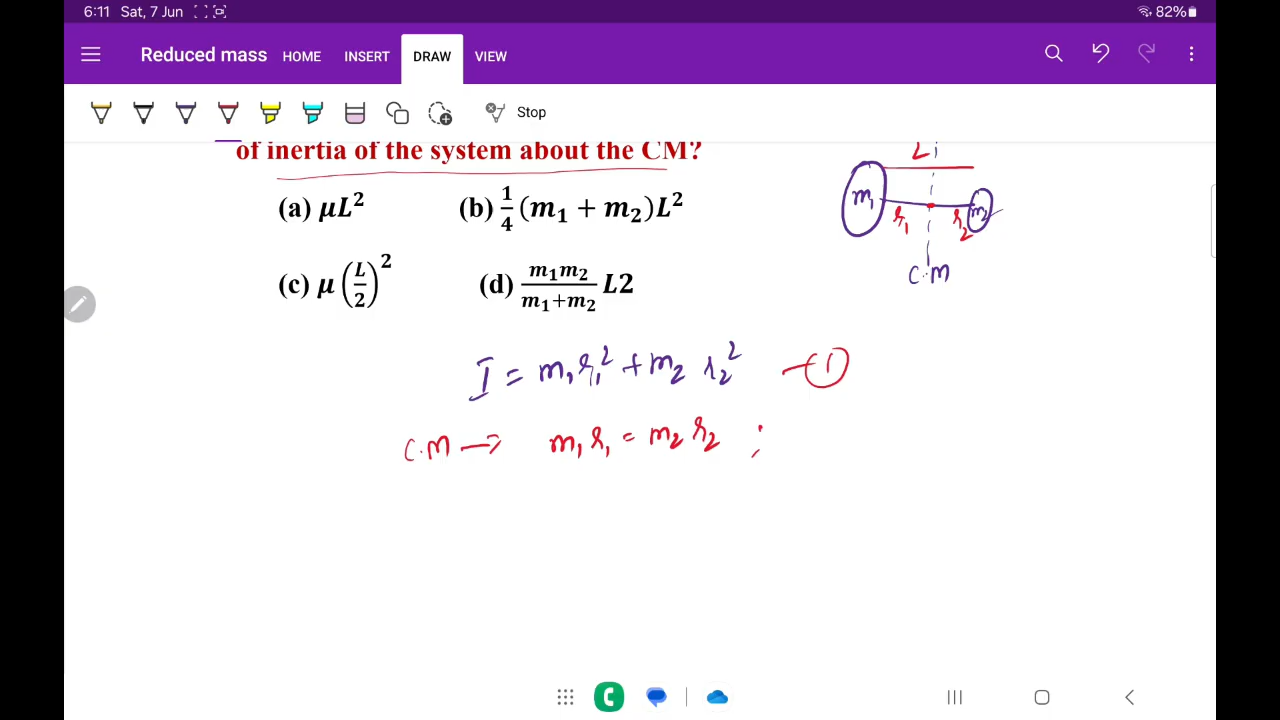 6:11 Sat, 7 Jun 82%
Reduced mass HOME INSERT DRAW VIEW
Stop
of inertia of the system about the CM?
(a) μL² (b) 1/4 (m₁ + m₂)L²
(c) μ (L/2)² (d) m₁m₂/m₁+m₂ L2
L
m₁ m₂
r₁ r₂
C.M
I = m₁r₁² + m₂ r₂² —①
C.M → m₁r₁ = m₂r₂ ;